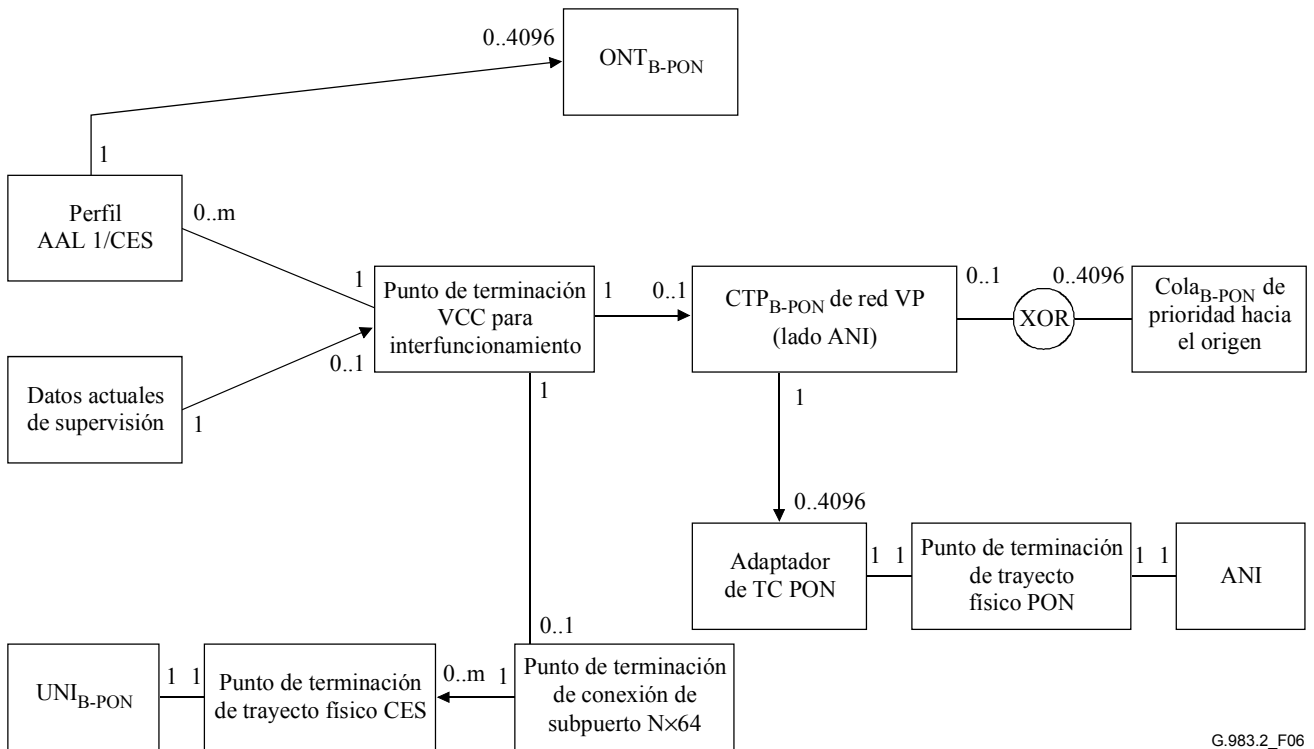 0..4096
ONT_B-PON
1
Perfil
AAL 1/CES
0..m
1
Punto de terminación
VCC para
interfuncionamiento
1
0..1
CTP_B-PON de red VP
(lado ANI)
0..1
XOR
0..4096
Cola_B-PON de
prioridad hacia
el origen
Datos actuales
de supervisión
0..1
1
1
1
0..4096
Adaptador
de TC PON
1
1
Punto de terminación
de trayecto
físico PON
1
1
ANI
0..1
UNI_B-PON
1
1
Punto de terminación
de trayecto físico CES
0..m
1
Punto de terminación
de conexión de
subpuerto N×64
G.983.2_F06